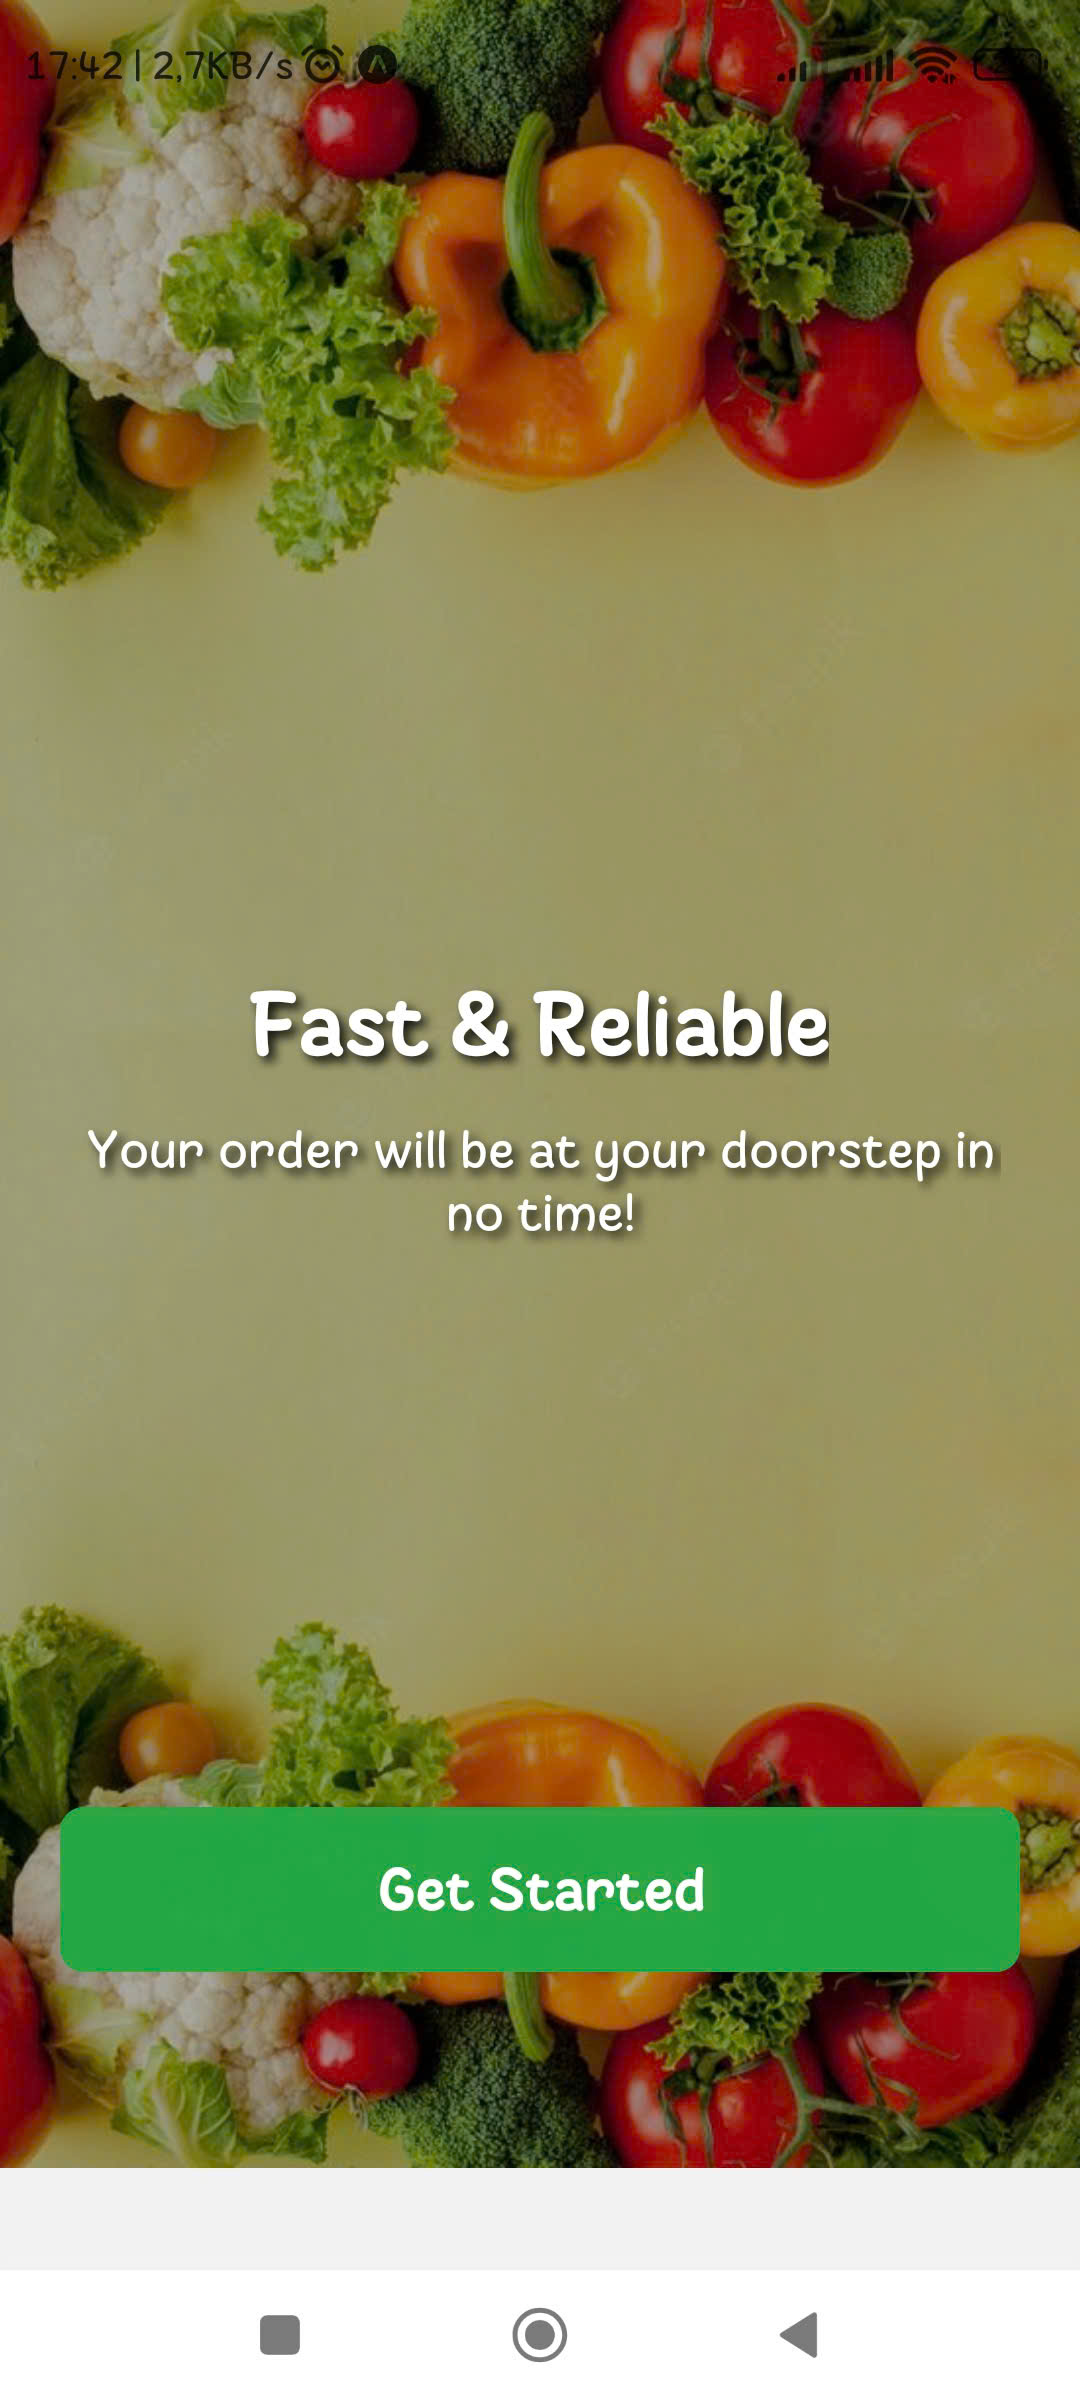 17:42 | 2,7KB/s
Fast & Reliable
Your order will be at your doorstep in
no time!
Get Started